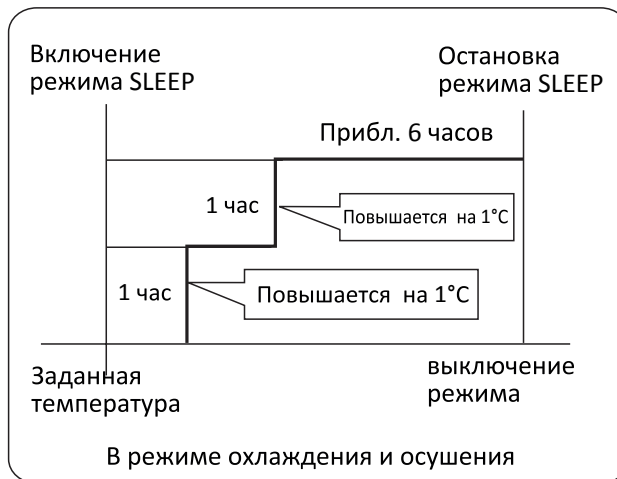 Включение
режима SLEEP
Остановка
режима SLEEP
Прибл. 6 часов
1 час
Повышается на 1°C
1 час
Повышается на 1°C
Заданная
температура
выключение
режима
В режиме охлаждения и осушения